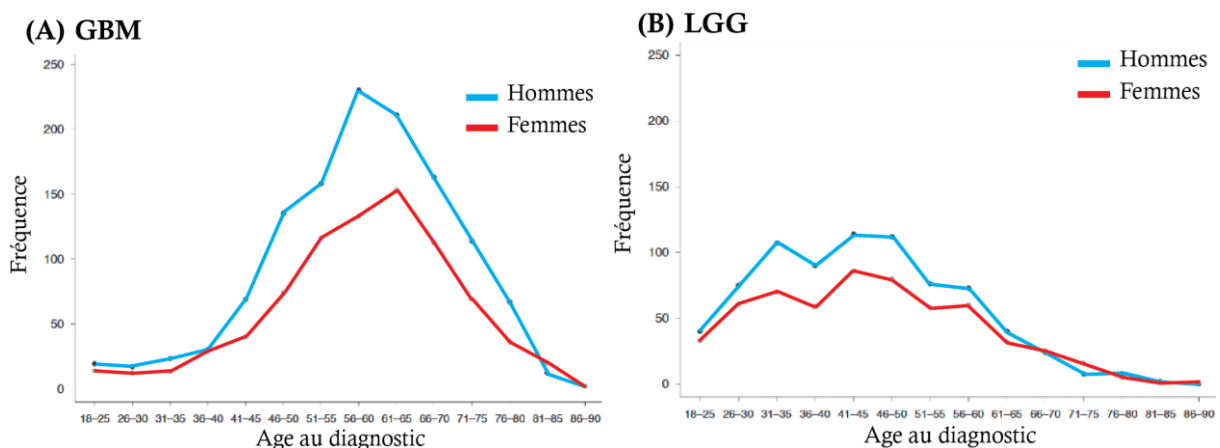 (A) GBM
250
200
150
100
50
0
Fréquence
Hommes
Femmes
18–25 26–30 31–35 36–40 41–45 46–50 51–55 56–60 61–65 66–70 71–75 76–80 81–85 86–90
Age au diagnostic
(B) LGG
250
200
150
100
50
0
Fréquence
Hommes
Femmes
18–25 26–30 31–35 36–40 41–45 46–50 51–55 56–60 61–65 66–70 71–75 76–80 81–85 86–90
Age au diagnostic